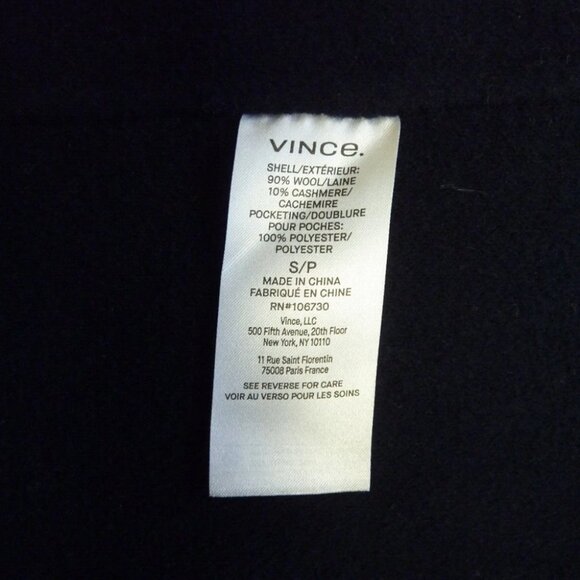 VINCe.
SHELL/EXTÉRIEUR:
90% WOOL/LAINE
10% CASHMERE/
CACHEMIRE
POCKETING/DOUBLURE
POUR POCHES:
100% POLYESTER/
POLYESTER
S/P
MADE IN CHINA
FABRIQUÉ EN CHINE
RN#106730
Vince, LLC
500 Fifth Avenue, 20th Floor
New York, NY 10110
11 Rue Saint Florentin
75008 Paris France
SEE REVERSE FOR CARE
VOIR AU VERSO POUR LES SOINS